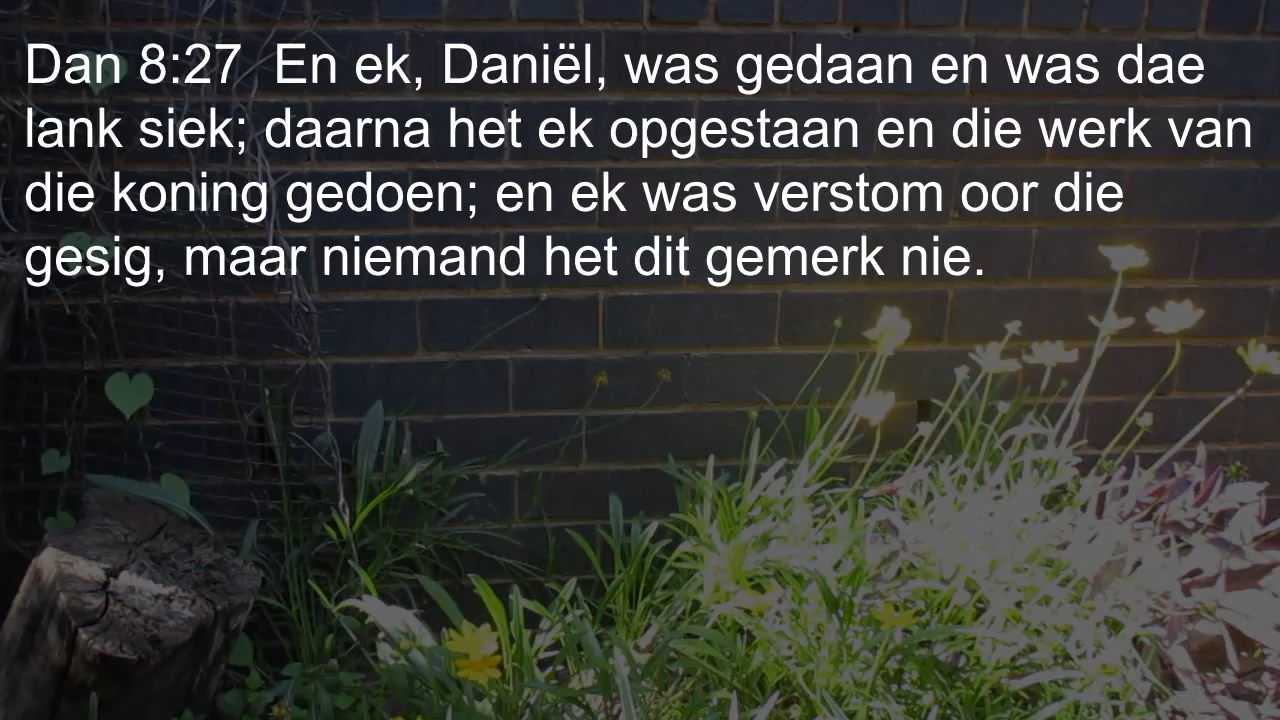 Dan 8:27  En ek, Daniël, was gedaan en was dae
lank siek; daarna het ek opgestaan en die werk van
die koning gedoen; en ek was verstom oor die
gesig, maar niemand het dit gemerk nie.